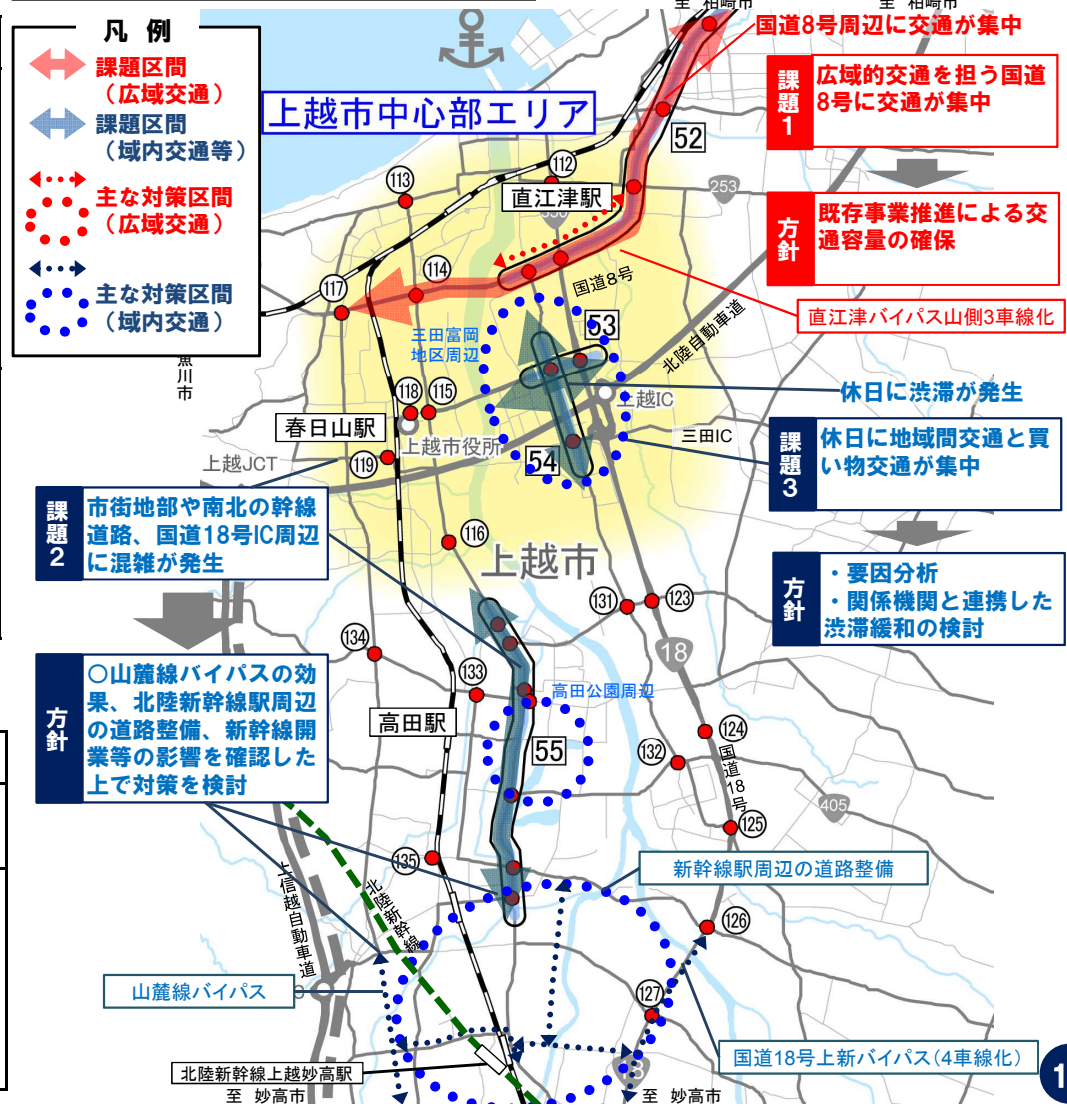 至 柏崎市
至 柏崎市
凡 例
課題区間
(広域交通)
課題区間
(域内交通等)
主な対策区間
(広域交通)
主な対策区間
(域内交通)
上越市中心部エリア
国道8号周辺に交通が集中
課題1
広域的交通を担う国道
8号に交通が集中
方針
既存事業推進による交
通容量の確保
直江津バイパス山側3車線化
52
253
112
113
直江津駅
114
117
国道8号
北陸自動車道
三田富岡
地区周辺
53
魚川市
休日に渋滞が発生
118
115
上越IC
春日山駅
上越市役所
三田IC
上越JCT
119
54
課題3
休日に地域間交通と買
い物交通が集中
課題2
市街地部や南北の幹線
道路、国道18号IC周辺
に混雑が発生
116
上越市
方針
・要因分析
・関係機関と連携した
渋滞緩和の検討
131
123
134
18
133
高田公園周辺
方針
○山麓線バイパスの効
果、北陸新幹線駅周辺
の道路整備、新幹線開
業等の影響を確認した
上で対策を検討
高田駅
55
124
132
国道18号
405
125
135
新幹線駅周辺の道路整備
上信越自動車道
北陸新幹線
126
山麓線バイパス
127
国道18号上新バイパス(4車線化)
北陸新幹線上越妙高駅
至 妙高市
至 妙高市
1